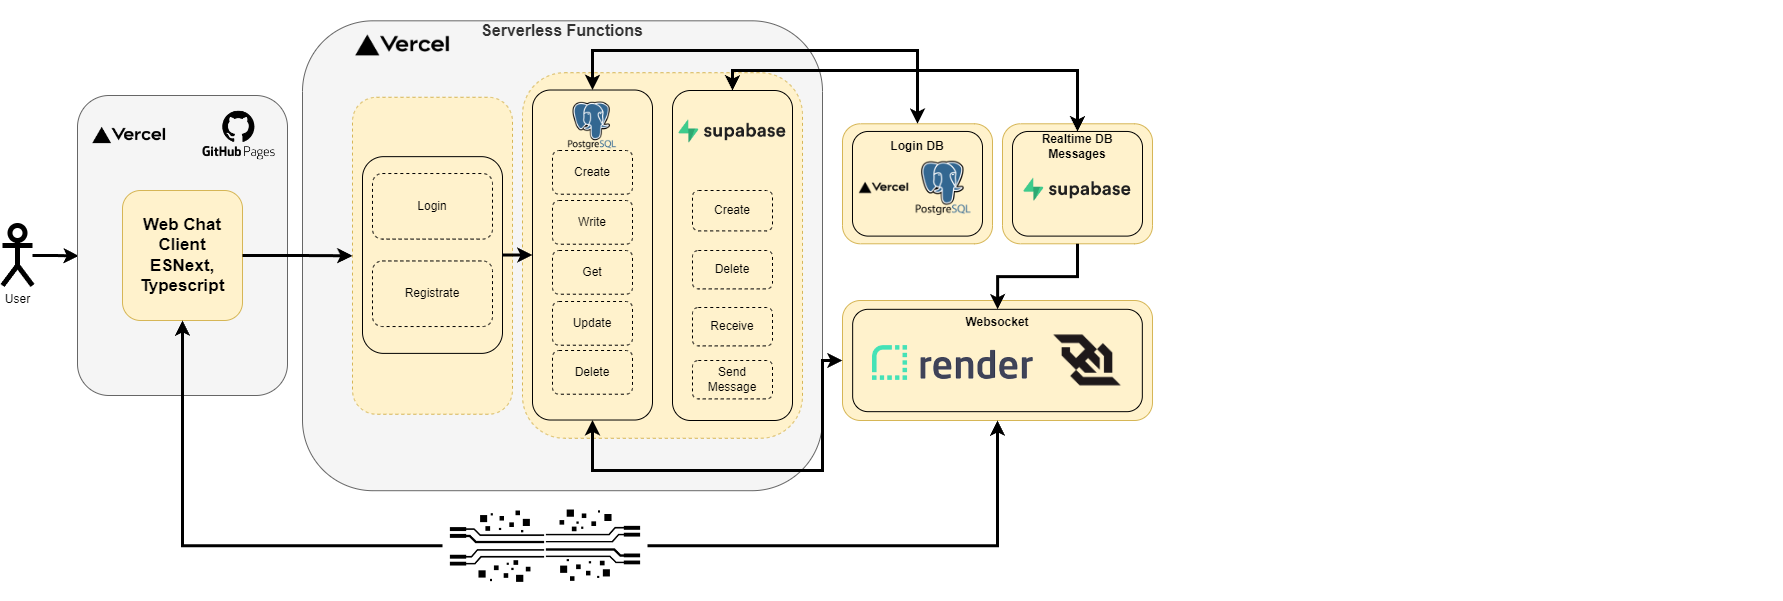 Serverless Functions
Vercel
Vercel
GitHub Pages
Web Chat
Client
ESNext,
Typescript
User
Login
Registrate
PostgreSQL
Create
Write
Get
Update
Delete
supabase
Create
Delete
Receive
Send
Message
Login DB
Vercel
PostgreSQL
Realtime DB
Messages
supabase
Websocket
render